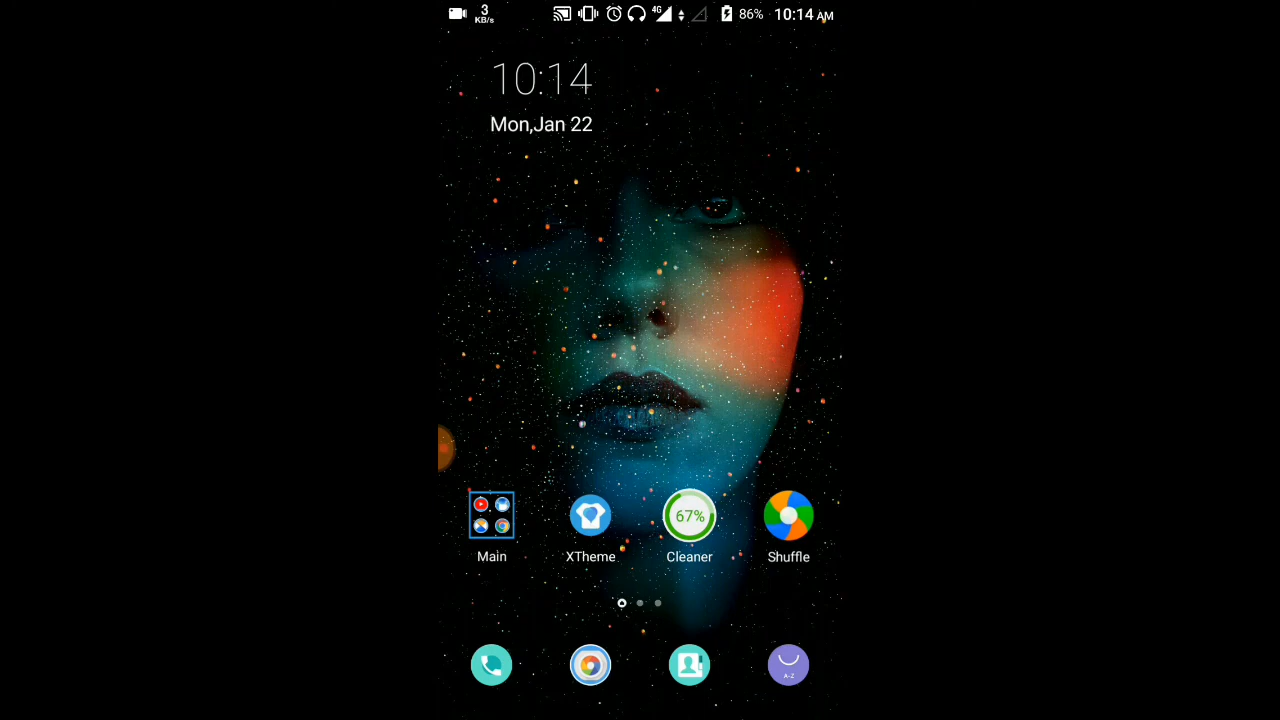 3
KB/s
4G
86%
10:14 AM
10:14
Mon,Jan 22
67%
Main
XTheme
Cleaner
Shuffle
A-Z